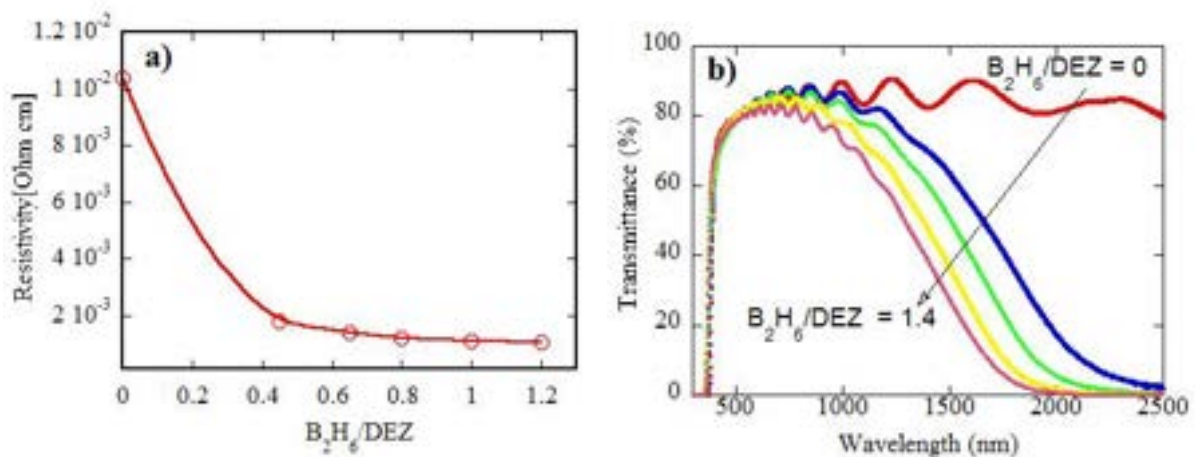 a)
1.2 10⁻²
1 10⁻²
8 10⁻³
6 10⁻³
4 10⁻³
2 10⁻³
Resistivity[Ohm cm]
0 0.2 0.4 0.6 0.8 1 1.2
B₂H₆/DEZ
b)
100
80
60
40
20
0
Transmittance (%)
B₂H₆/DEZ = 0
B₂H₆/DEZ = 1.4
500 1000 1500 2000 2500
Wavelength (nm)